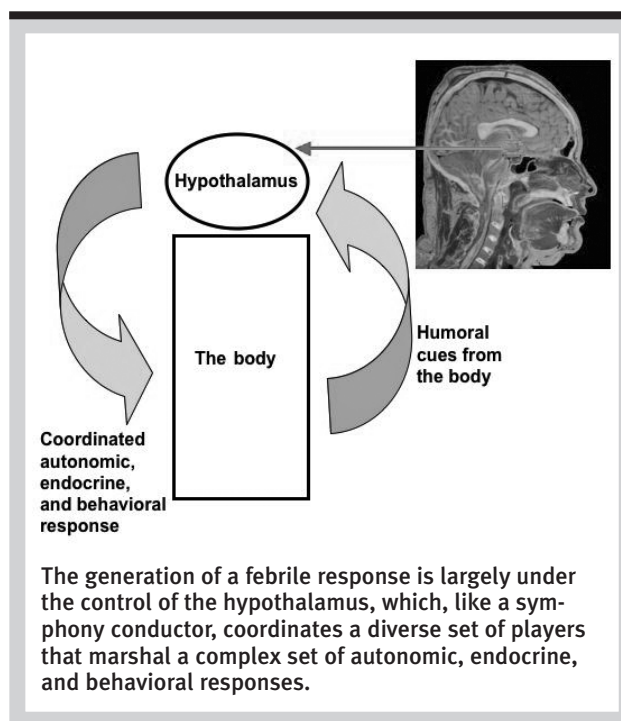 Hypothalamus
The body
Humoral
cues from
the body
Coordinated
autonomic,
endocrine,
and behavioral
response
The generation of a febrile response is largely under
the control of the hypothalamus, which, like a sym-
phony conductor, coordinates a diverse set of players
that marshal a complex set of autonomic, endocrine,
and behavioral responses.